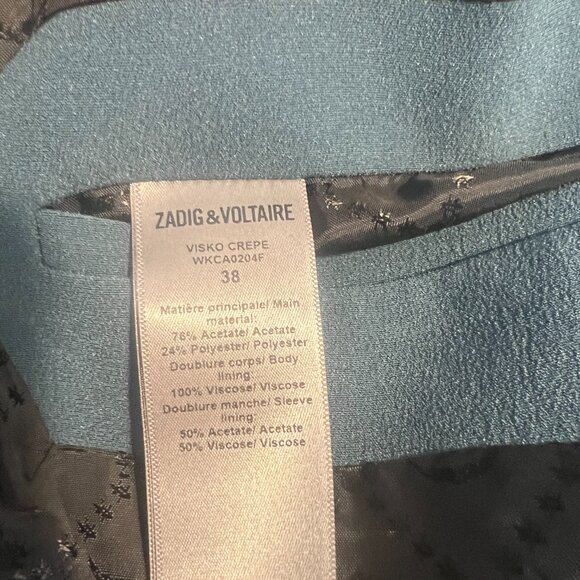 ZADIG & VOLTAIRE
VISKO CREPE
WKCA0204F
38
Matière principale/ Main
material:
76% Acetate/ Acetate
24% Polyester/ Polyester
Doublure corps/ Body
lining:
100% Viscose/ Viscose
Doublure manche/ Sleeve
lining:
50% Acetate/ Acetate
50% Viscose/ Viscose